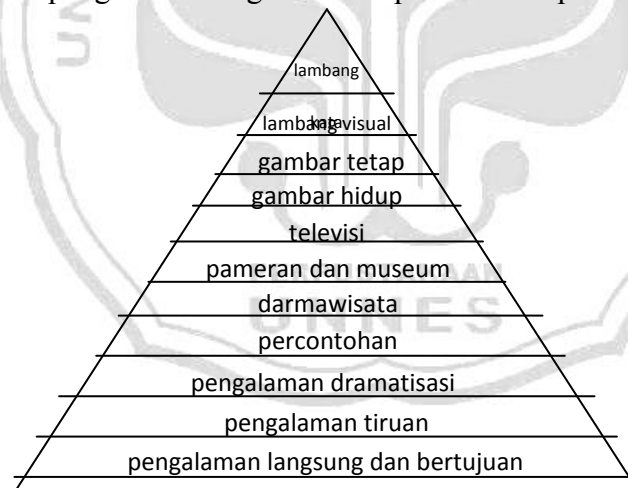 lambang
kata
lambang visual
gambar tetap
gambar hidup
televisi
pameran dan museum
darmawisata
percontohan
pengalaman dramatisasi
pengalaman tiruan
pengalaman langsung dan bertujuan
UNNES